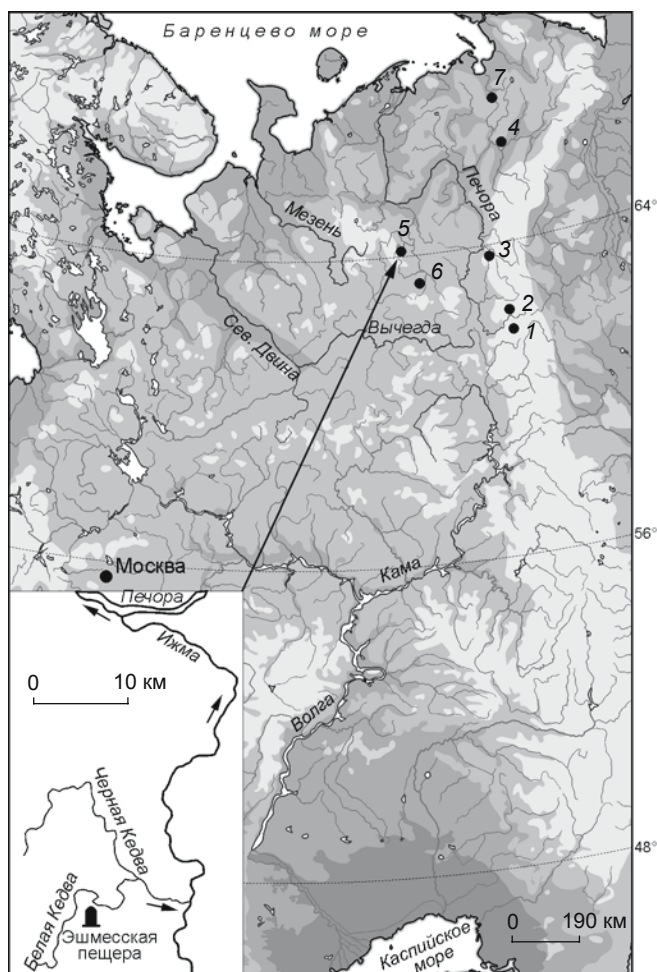 Баренцево море
7
4
Печора
64°
Мезень
5
3
6
2
Вычегда
1
Сев. Двина
56°
Москва
Кама
Печора
Ижма
0 10 км
Волга
Черная Кедва
48°
Белая Кедва
Эшмесская
пещера
0 190 км
Каспийское
море